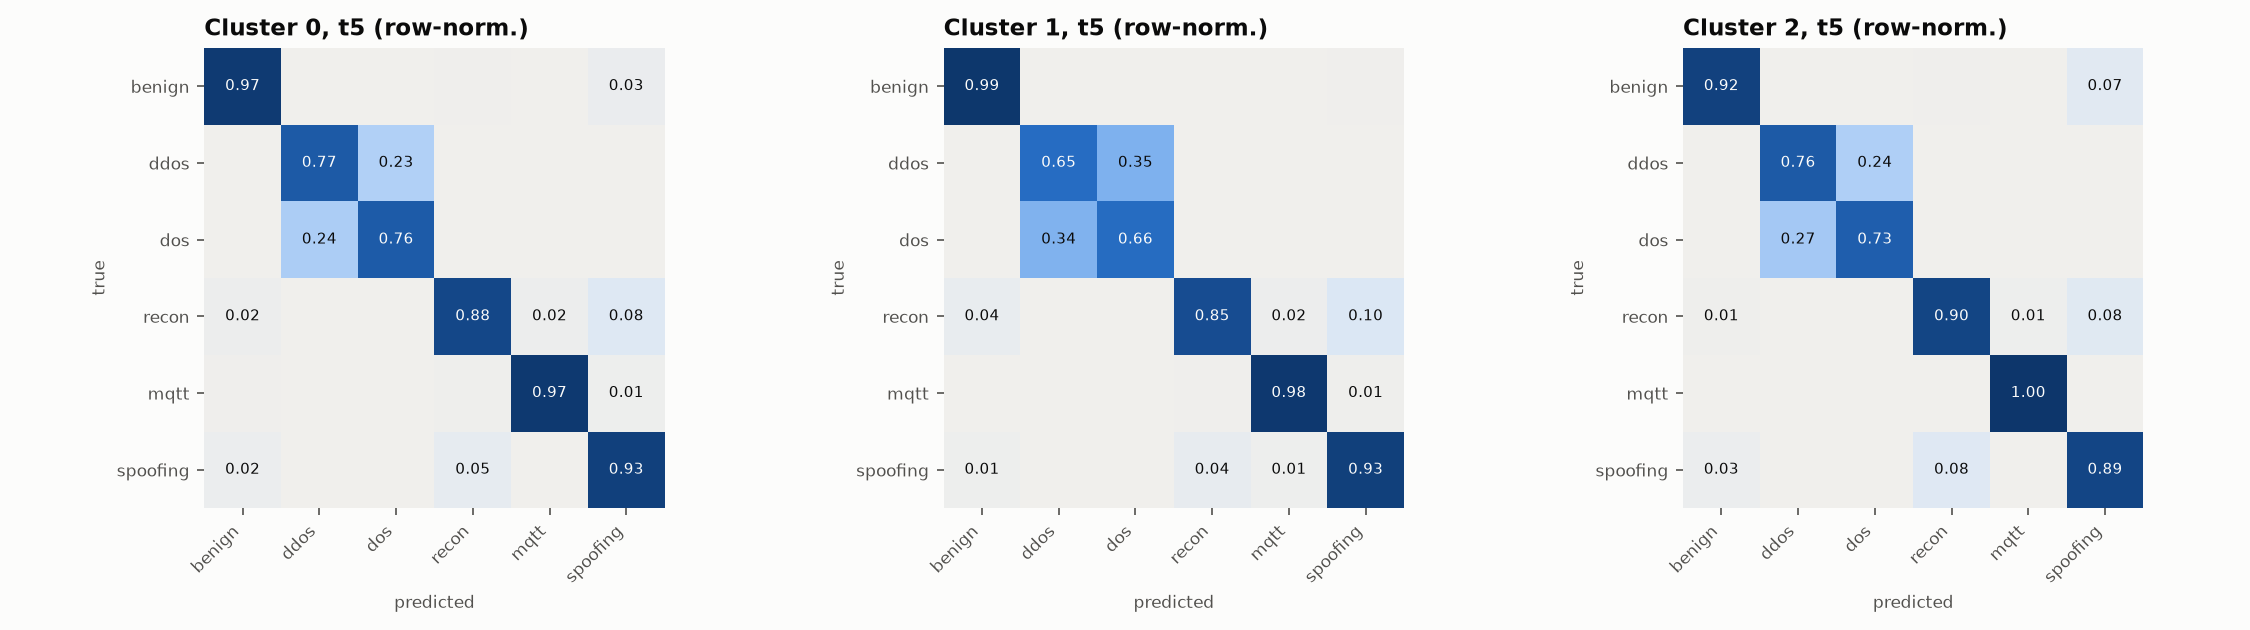 Cluster 0, t5 (row-norm.)
true
benign 0.97 0.03
ddos 0.77 0.23
dos 0.24 0.76
recon 0.02 0.88 0.02 0.08
mqtt 0.97 0.01
spoofing 0.02 0.05 0.93
benign ddos dos recon mqtt spoofing
predicted
Cluster 1, t5 (row-norm.)
true
benign 0.99
ddos 0.65 0.35
dos 0.34 0.66
recon 0.04 0.85 0.02 0.10
mqtt 0.98 0.01
spoofing 0.01 0.04 0.01 0.93
benign ddos dos recon mqtt spoofing
predicted
Cluster 2, t5 (row-norm.)
true
benign 0.92 0.07
ddos 0.76 0.24
dos 0.27 0.73
recon 0.01 0.90 0.01 0.08
mqtt 1.00
spoofing 0.03 0.08 0.89
benign ddos dos recon mqtt spoofing
predicted